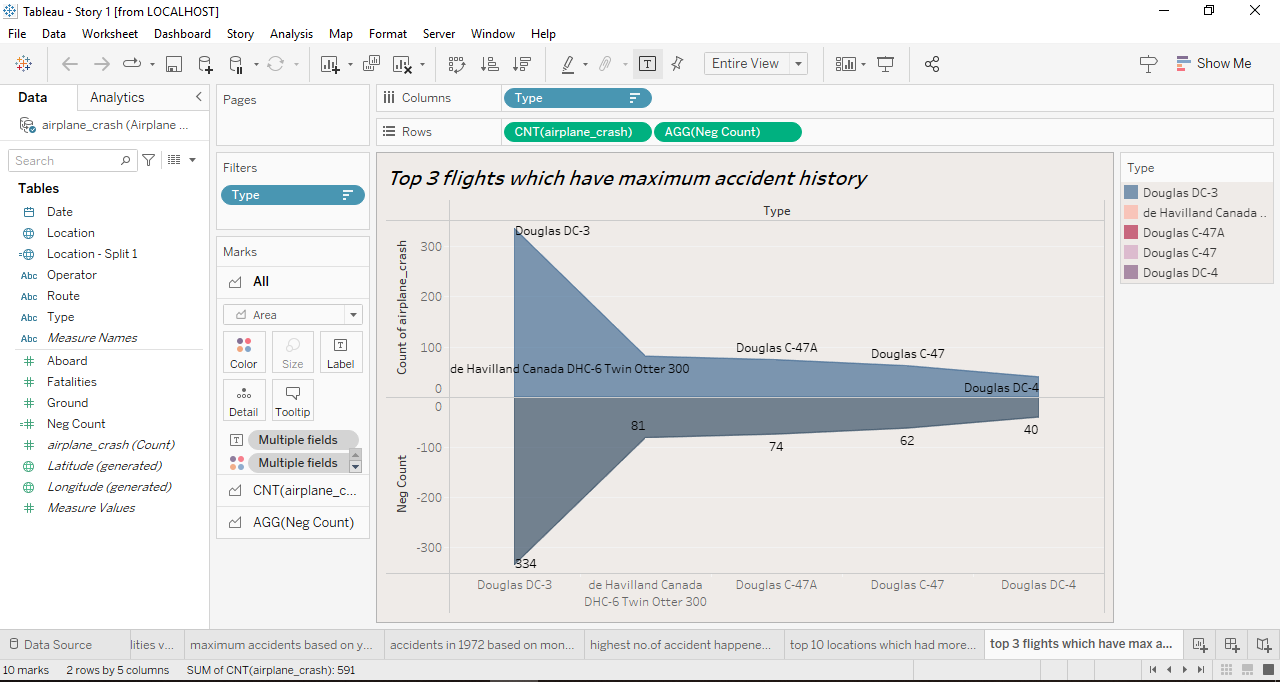 Tableau - Story 1 [from LOCALHOST]
File Data Worksheet Dashboard Story Analysis Map Format Server Window Help
Entire View
Show Me
Data Analytics
airplane_crash (Airplane ...
Search
Tables
Date
Location
Location - Split 1
Abc Operator
Abc Route
Abc Type
Abc Measure Names
Aboard
Fatalities
Ground
Neg Count
airplane_crash (Count)
Latitude (generated)
Longitude (generated)
Measure Values
Pages
Filters
Type
Marks
All
Area
Color Size Label
Detail Tooltip
Multiple fields
Multiple fields
CNT(airplane_c...
AGG(Neg Count)
Columns Type
Rows CNT(airplane_crash) AGG(Neg Count)
Top 3 flights which have maximum accident history
Type
Count of airplane_crash
300
200
100
0
Douglas DC-3
de Havilland Canada DHC-6 Twin Otter 300
Douglas C-47A
Douglas C-47
Douglas DC-4
Neg Count
0
-100
-200
-300
334
81
74
62
40
Douglas DC-3 de Havilland Canada Douglas C-47A Douglas C-47 Douglas DC-4
DHC-6 Twin Otter 300
Type
Douglas DC-3
de Havilland Canada ..
Douglas C-47A
Douglas C-47
Douglas DC-4
Data Source lities v... maximum accidents based on y... accidents in 1972 based on mon... highest no.of accident happene... top 10 locations which had more... top 3 flights which have max a...
10 marks 2 rows by 5 columns SUM of CNT(airplane_crash): 591